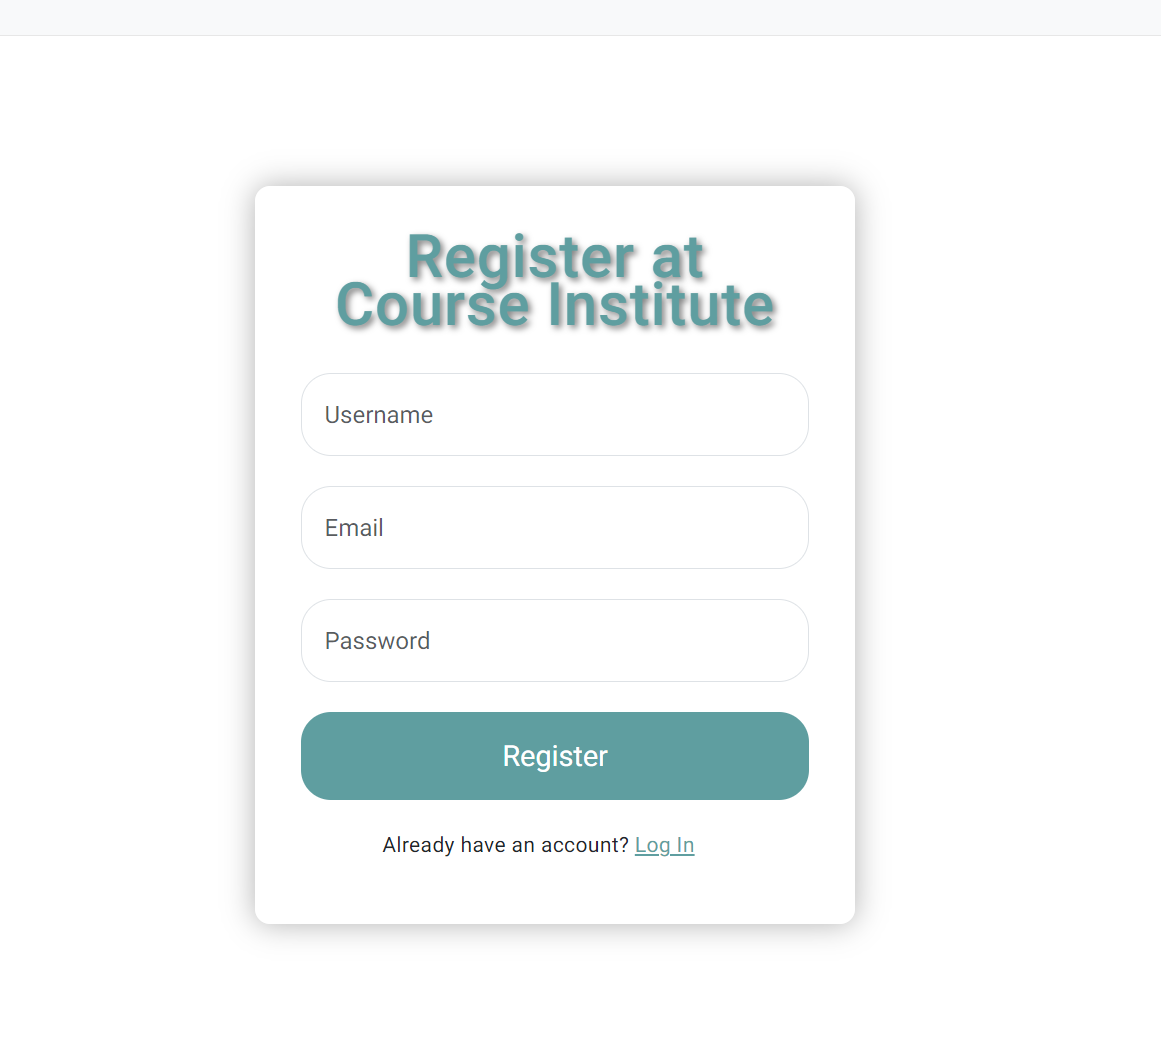 Register at
Course Institute
Username
Email
Password
Register
Already have an account? Log In